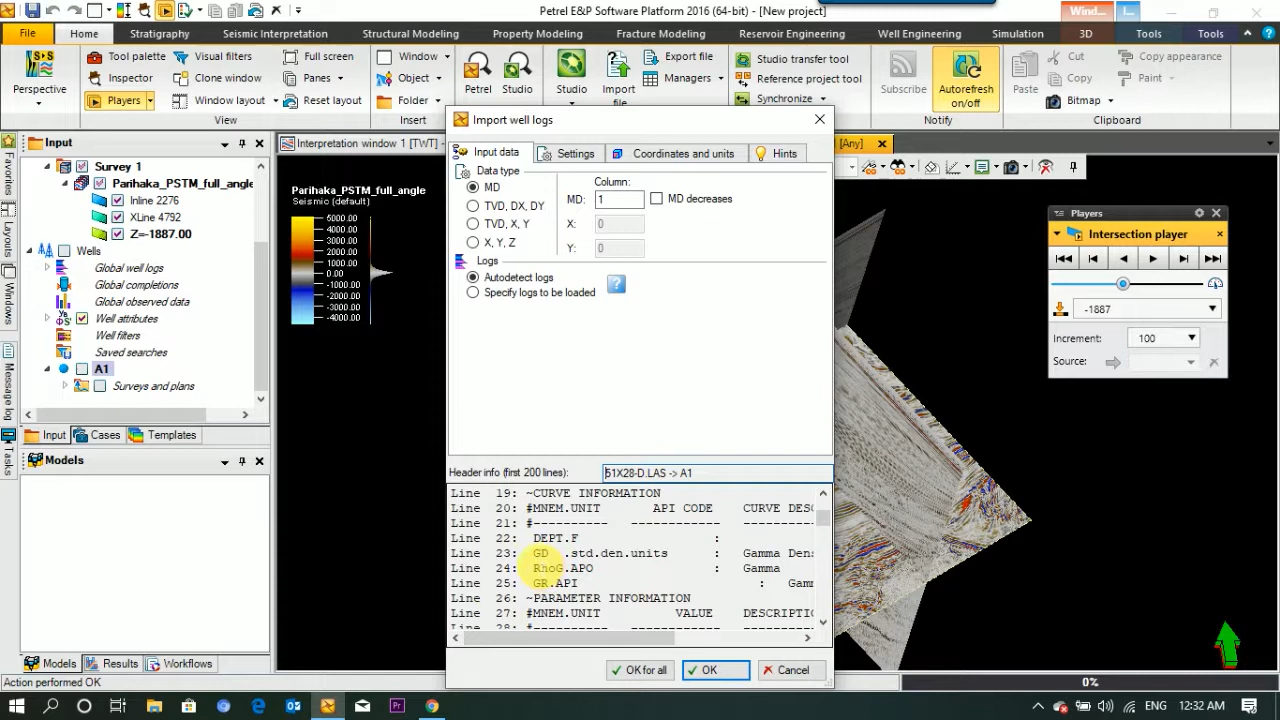 Petrel E&P Software Platform 2016 (64-bit) - [New project]
Wind...
I...
File
Home
Stratigraphy
Seismic Interpretation
Structural Modeling
Property Modeling
Fracture Modeling
Reservoir Engineering
Well Engineering
Simulation
3D
Tools
Tools
Perspective
Tool palette
Inspector
Players
Visual filters
Clone window
Window layout
Full screen
Panes
Reset layout
View
Window
Object
Folder
Insert
Petrel
Studio
Studio
Import file
Export file
Managers
Studio transfer tool
Reference project tool
Synchronize
Subscribe
Autorefresh on/off
Notify
Paste
Cut
Copy
Bitmap
Copy appearance
Paint
Clipboard
Favorites
Layouts
Windows
Message log
Tasks
Input
Survey 1
Parihaka_PSTM_full_angle
Inline 2276
XLine 4792
Z=-1887.00
Wells
Global well logs
Global completions
Global observed data
Well attributes
Well filters
Saved searches
A1
Surveys and plans
Input
Cases
Templates
Models
Models
Results
Workflows
Action performed OK
Interpretation window 1 [TWT] -
[Any]
Parihaka_PSTM_full_angle
Seismic (default)
5000.00
4000.00
3000.00
2000.00
1000.00
0.00
-1000.00
-2000.00
-3000.00
-4000.00
Import well logs
Input data
Settings
Coordinates and units
Hints
Data type
MD
TVD, DX, DY
TVD, X, Y
X, Y, Z
Column:
MD: 1
MD decreases
X: 0
Y: 0
Logs
Autodetect logs
Specify logs to be loaded
Header info (first 200 lines):
51X28-D.LAS -> A1
Line 19: ~CURVE INFORMATION
Line 20: #MNEM.UNIT API CODE CURVE DESC
Line 21: #---------- ------------ ----------
Line 22: DEPT.F :
Line 23: GD .std.den.units : Gamma Dens
Line 24: RhoG.APO : Gamma
Line 25: GR.API : Gamm
Line 26: ~PARAMETER INFORMATION
Line 27: #MNEM.UNIT VALUE DESCRIPTIO
OK for all
OK
Cancel
Players
Intersection player
-1887
Increment: 100
Source:
0%
Pr
ENG
12:32 AM